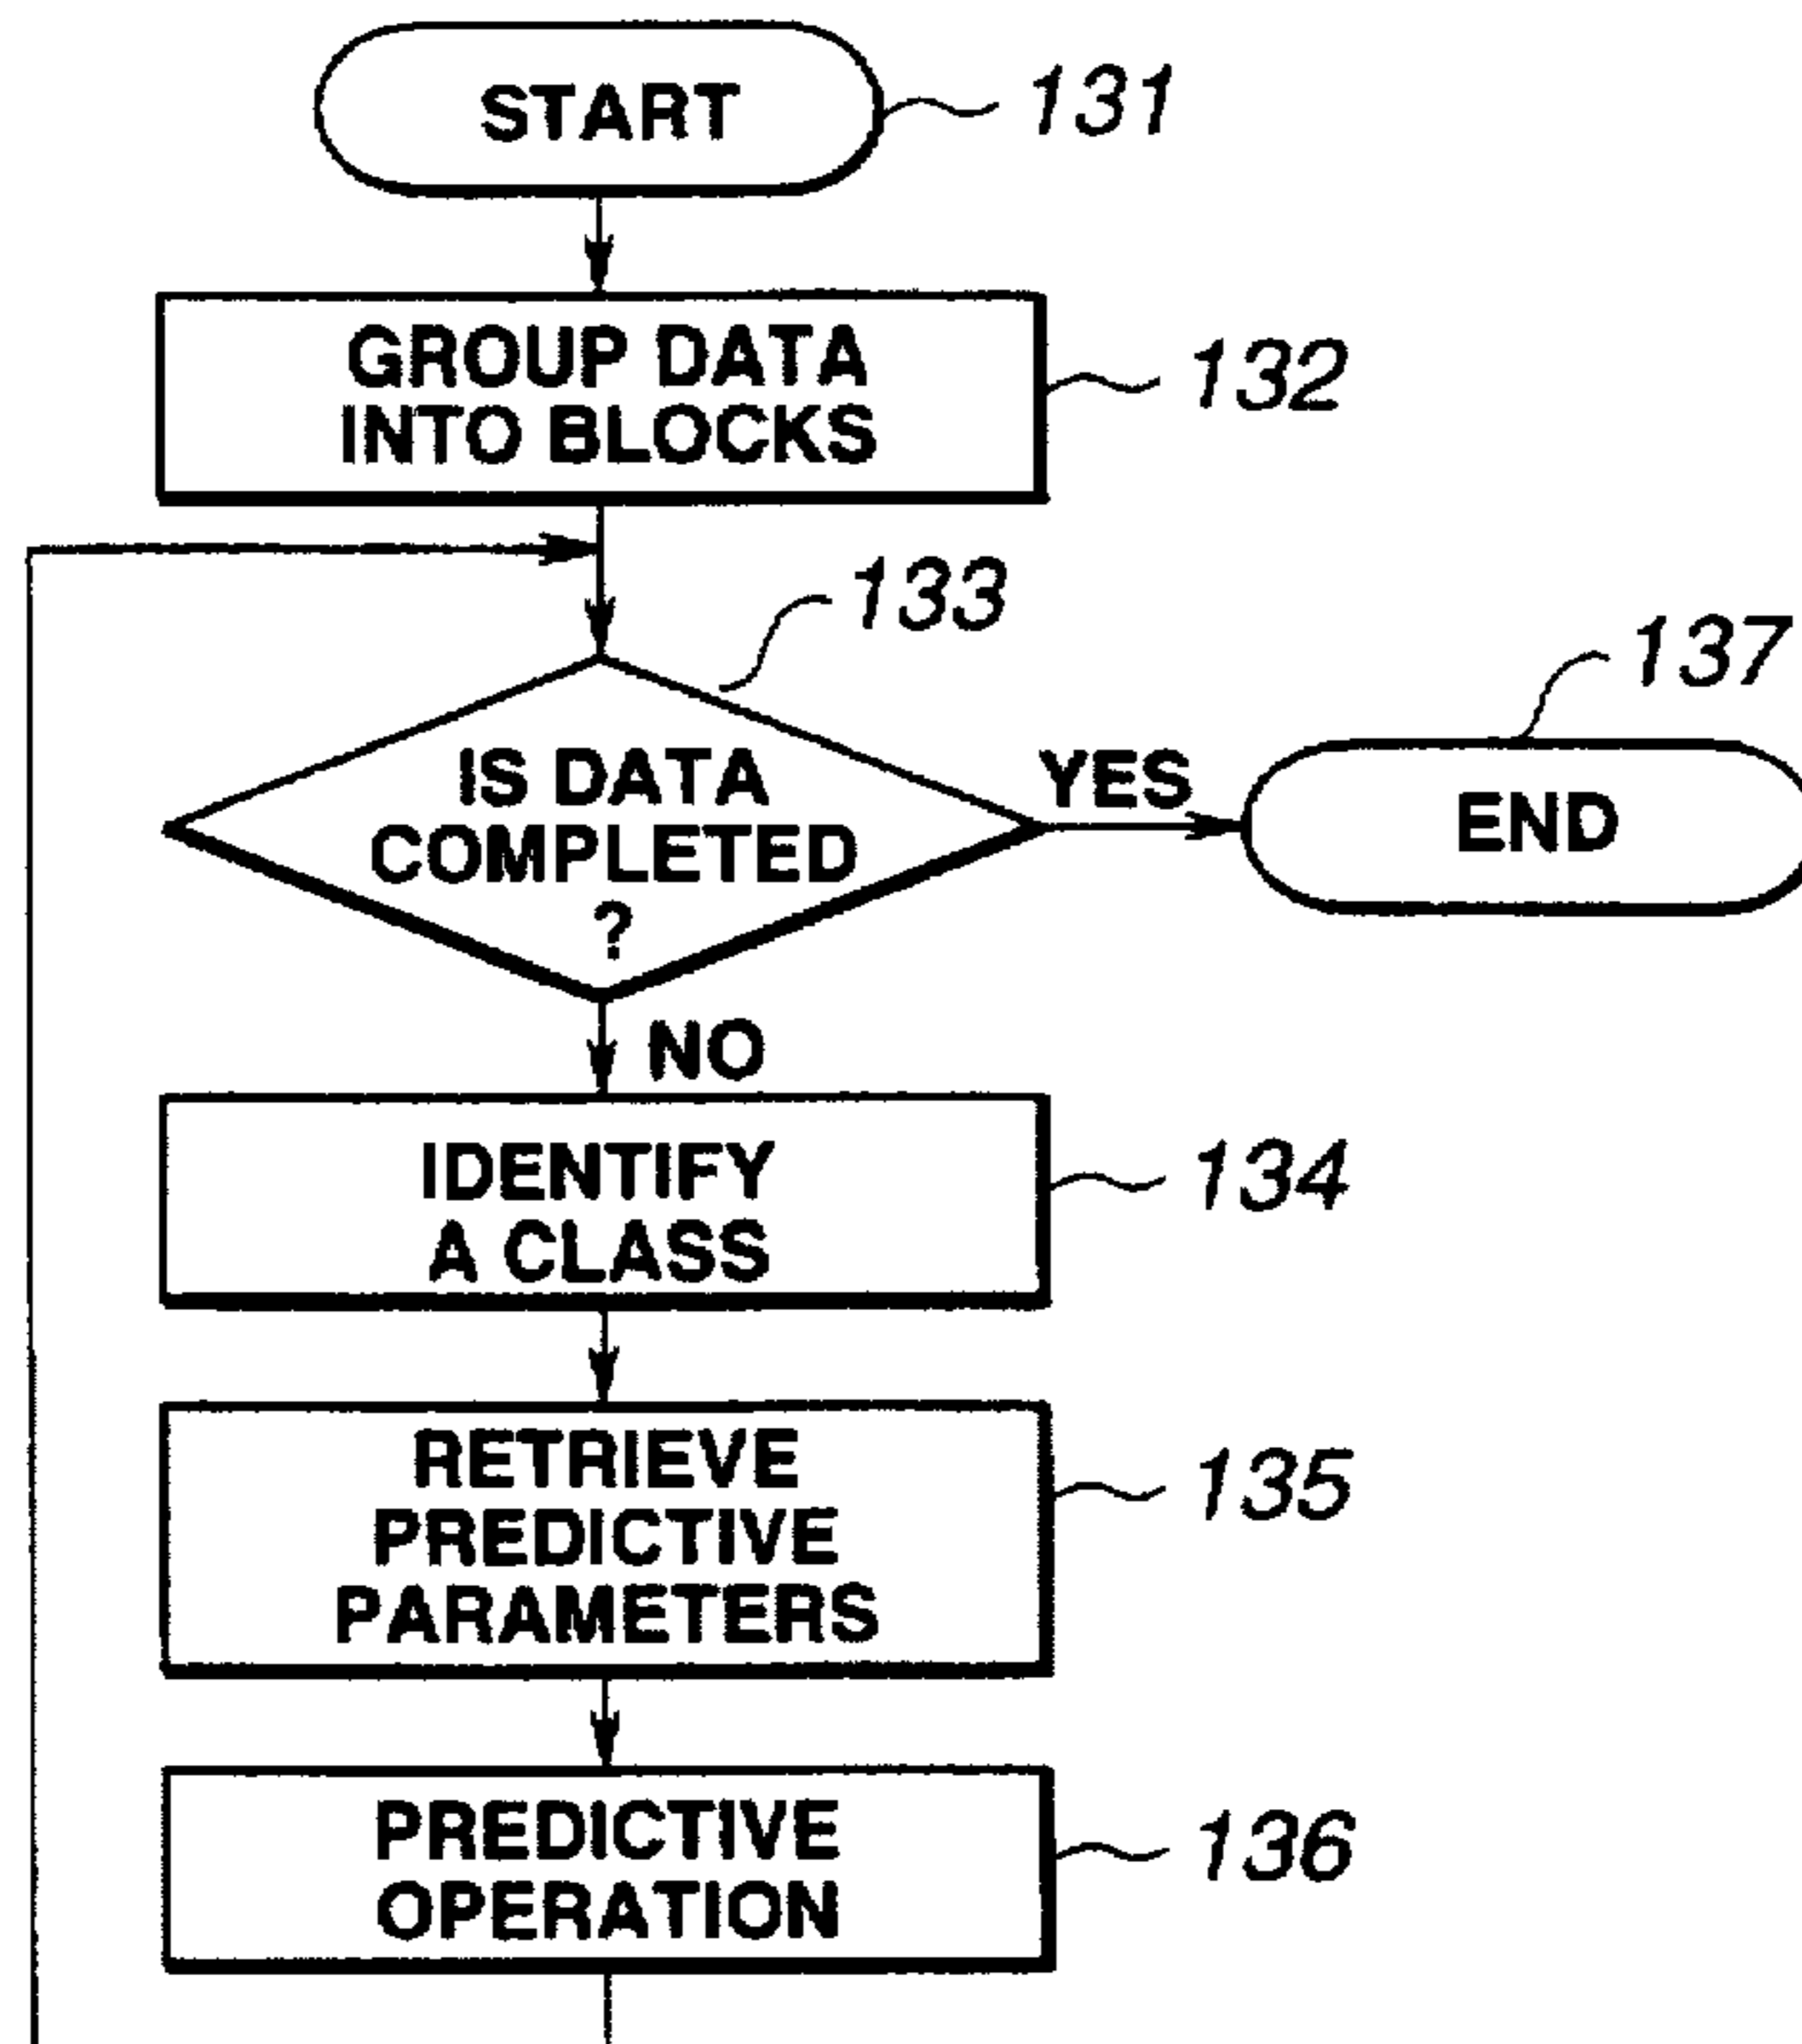 START
131
GROUP DATA
INTO BLOCKS
132
133
IS DATA
COMPLETED
?
YES
137
END
NO
IDENTIFY
A CLASS
134
RETRIEVE
PREDICTIVE
PARAMETERS
135
PREDICTIVE
OPERATION
136